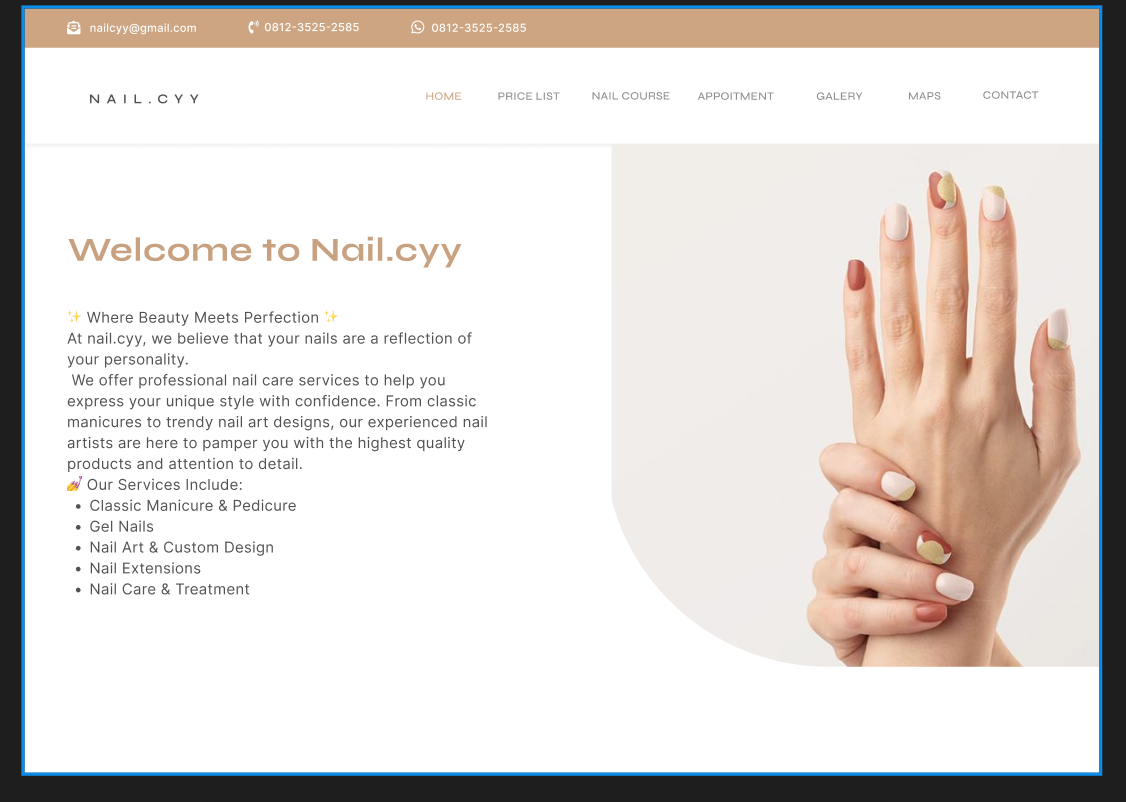 nailcyy@gmail.com 0812-3525-2585 0812-3525-2585
NAIL.CYY
HOME PRICE LIST NAIL COURSE APPOITMENT GALERY MAPS CONTACT
Welcome to Nail.cyy
✨ Where Beauty Meets Perfection ✨
At nail.cyy, we believe that your nails are a reflection of
your personality.
We offer professional nail care services to help you
express your unique style with confidence. From classic
manicures to trendy nail art designs, our experienced nail
artists are here to pamper you with the highest quality
products and attention to detail.
💅 Our Services Include:
• Classic Manicure & Pedicure
• Gel Nails
• Nail Art & Custom Design
• Nail Extensions
• Nail Care & Treatment